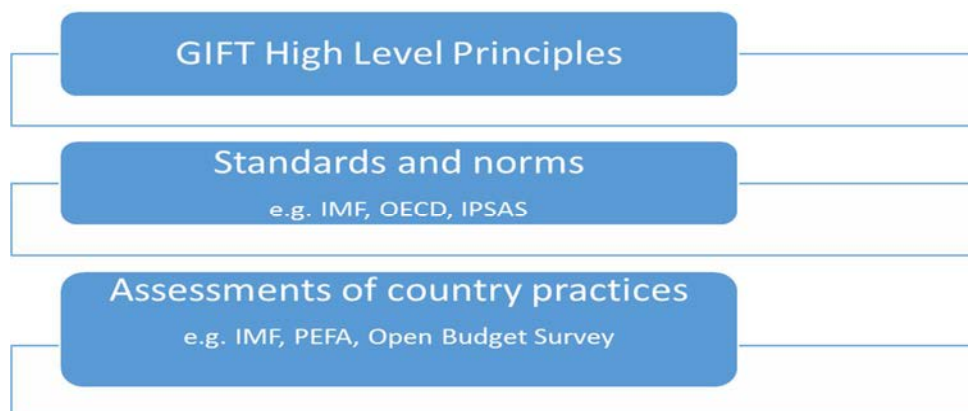 GIFT High Level Principles
Standards and norms
e.g. IMF, OECD, IPSAS
Assessments of country practices
e.g. IMF, PEFA, Open Budget Survey